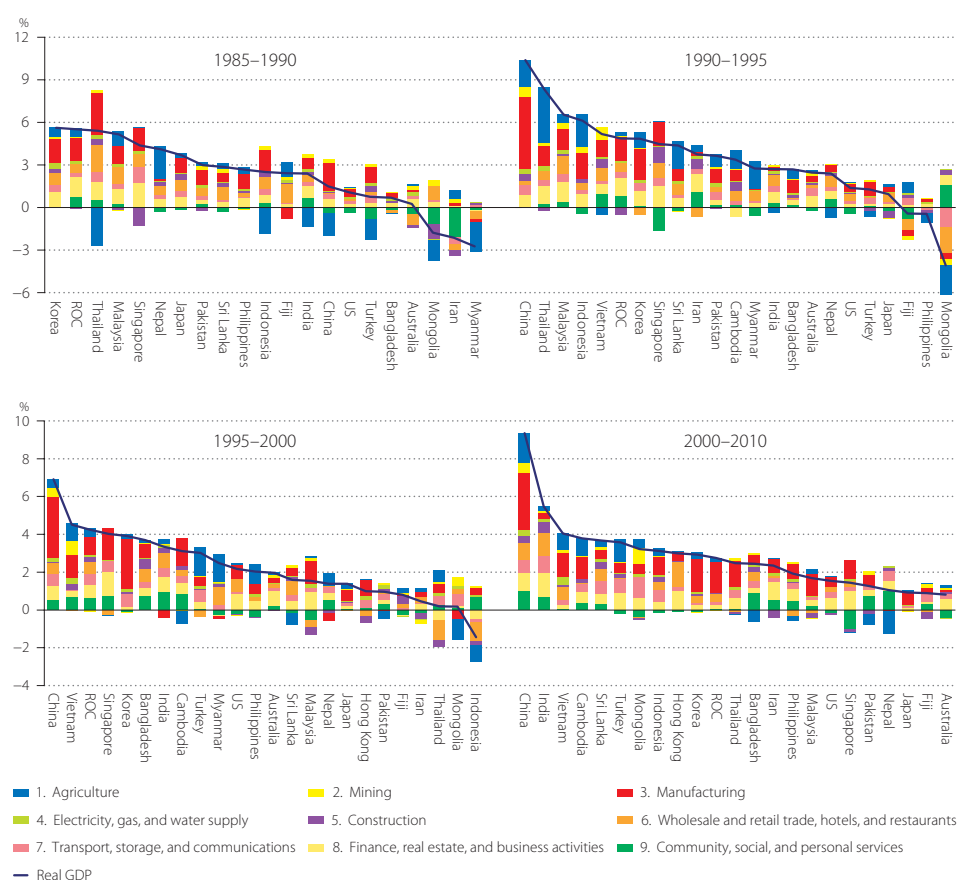 %
12
9
6
3
0
−3
−6
1985–1990
1990–1995
Korea
ROC
Thailand
Malaysia
Singapore
Nepal
Japan
Pakistan
Sri Lanka
Philippines
Indonesia
Fiji
India
China
US
Turkey
Bangladesh
Australia
Mongolia
Iran
Myanmar
China
Thailand
Malaysia
Indonesia
Vietnam
ROC
Korea
Singapore
Sri Lanka
Iran
Pakistan
Cambodia
Myanmar
India
Bangladesh
Australia
Nepal
US
Turkey
Japan
Fiji
Philippines
Mongolia
%
10
8
6
4
2
0
−2
−4
1995–2000
2000–2010
China
Vietnam
ROC
Singapore
Korea
Bangladesh
India
Cambodia
Turkey
Myanmar
US
Philippines
Australia
Sri Lanka
Malaysia
Nepal
Japan
Hong Kong
Pakistan
Fiji
Iran
Thailand
Mongolia
Indonesia
China
India
Vietnam
Cambodia
Sri Lanka
Turkey
Mongolia
Indonesia
Hong Kong
Korea
ROC
Thailand
Bangladesh
Iran
Philippines
Malaysia
US
Singapore
Pakistan
Nepal
Japan
Fiji
Australia
1. Agriculture
2. Mining
3. Manufacturing
4. Electricity, gas, and water supply
5. Construction
6. Wholesale and retail trade, hotels, and restaurants
7. Transport, storage, and communications
8. Finance, real estate, and business activities
9. Community, social, and personal services
Real GDP